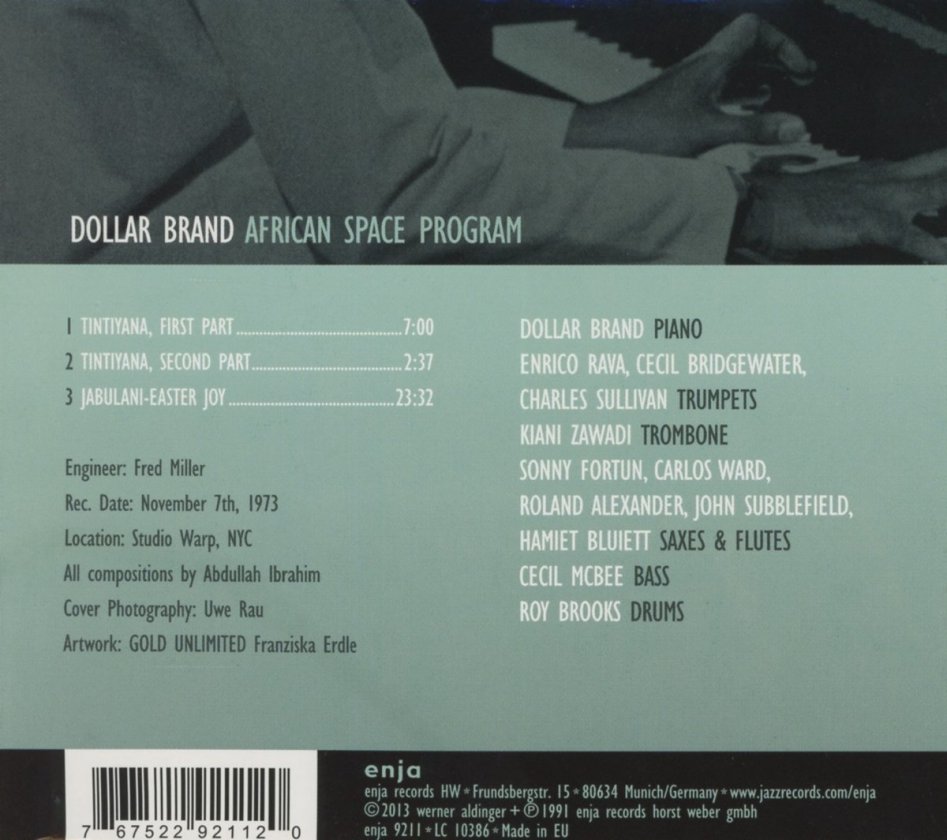 DOLLAR BRAND AFRICAN SPACE PROGRAM
1 TINTIYANA, FIRST PART........................................7:00
2 TINTIYANA, SECOND PART....................................2:37
3 JABULANI-EASTER JOY........................................23:32
Engineer: Fred Miller
Rec. Date: November 7th, 1973
Location: Studio Warp, NYC
All compositions by Abdullah Ibrahim
Cover Photography: Uwe Rau
Artwork: GOLD UNLIMITED Franziska Erdle
DOLLAR BRAND PIANO
ENRICO RAVA, CECIL BRIDGEWATER,
CHARLES SULLIVAN TRUMPETS
KIANI ZAWADI TROMBONE
SONNY FORTUN, CARLOS WARD,
ROLAND ALEXANDER, JOHN SUBBLEFIELD,
HAMIET BLUIETT SAXES & FLUTES
CECIL MCBEE BASS
ROY BROOKS DRUMS
7 67522 92112 0
enja
enja records HW * Frundsbergstr. 15 * 80634 Munich/Germany * www.jazzrecords.com/enja
©2013 werner aldinger + ℗1991 enja records horst weber gmbh
enja 9211 * LC 10386 * Made in EU